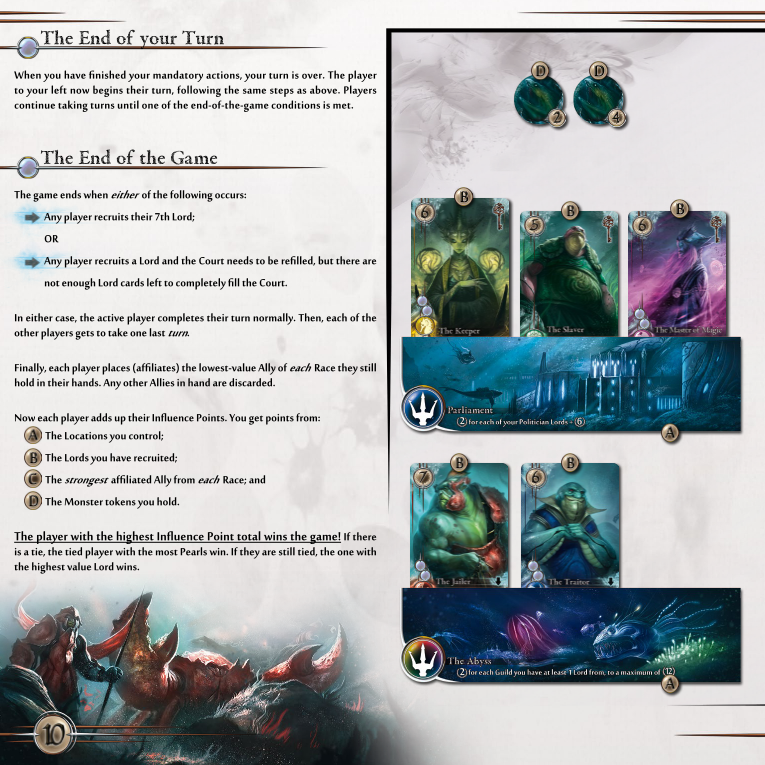 The End of your Turn
When you have finished your mandatory actions, your turn is over. The player
to your left now begins their turn, following the same steps as above. Players
continue taking turns until one of the end-of-the-game conditions is met.
The End of the Game
The game ends when either of the following occurs:
Any player recruits their 7th Lord;
OR
Any player recruits a Lord and the Court needs to be refilled, but there are
not enough Lord cards left to completely fill the Court.
In either case, the active player completes their turn normally. Then, each of the
other players gets to take one last turn.
Finally, each player places (affiliates) the lowest-value Ally of each Race they still
hold in their hands. Any other Allies in hand are discarded.
Now each player adds up their Influence Points. You get points from:
A The Locations you control;
B The Lords you have recruited;
C The strongest affiliated Ally from each Race; and
D The Monster tokens you hold.
The player with the highest Influence Point total wins the game! If there
is a tie, the tied player with the most Pearls win. If they are still tied, the one with
the highest value Lord wins.
10
D D
2 4
B B B
6 5 6
The Keeper The Slaver The Master of Magic
Parliament
2 for each of your Politician Lords + 6
A
B B
7 6
The Jailer The Traitor
The Abyss
2 for each Guild you have at least 1 Lord from, to a maximum of 12
A